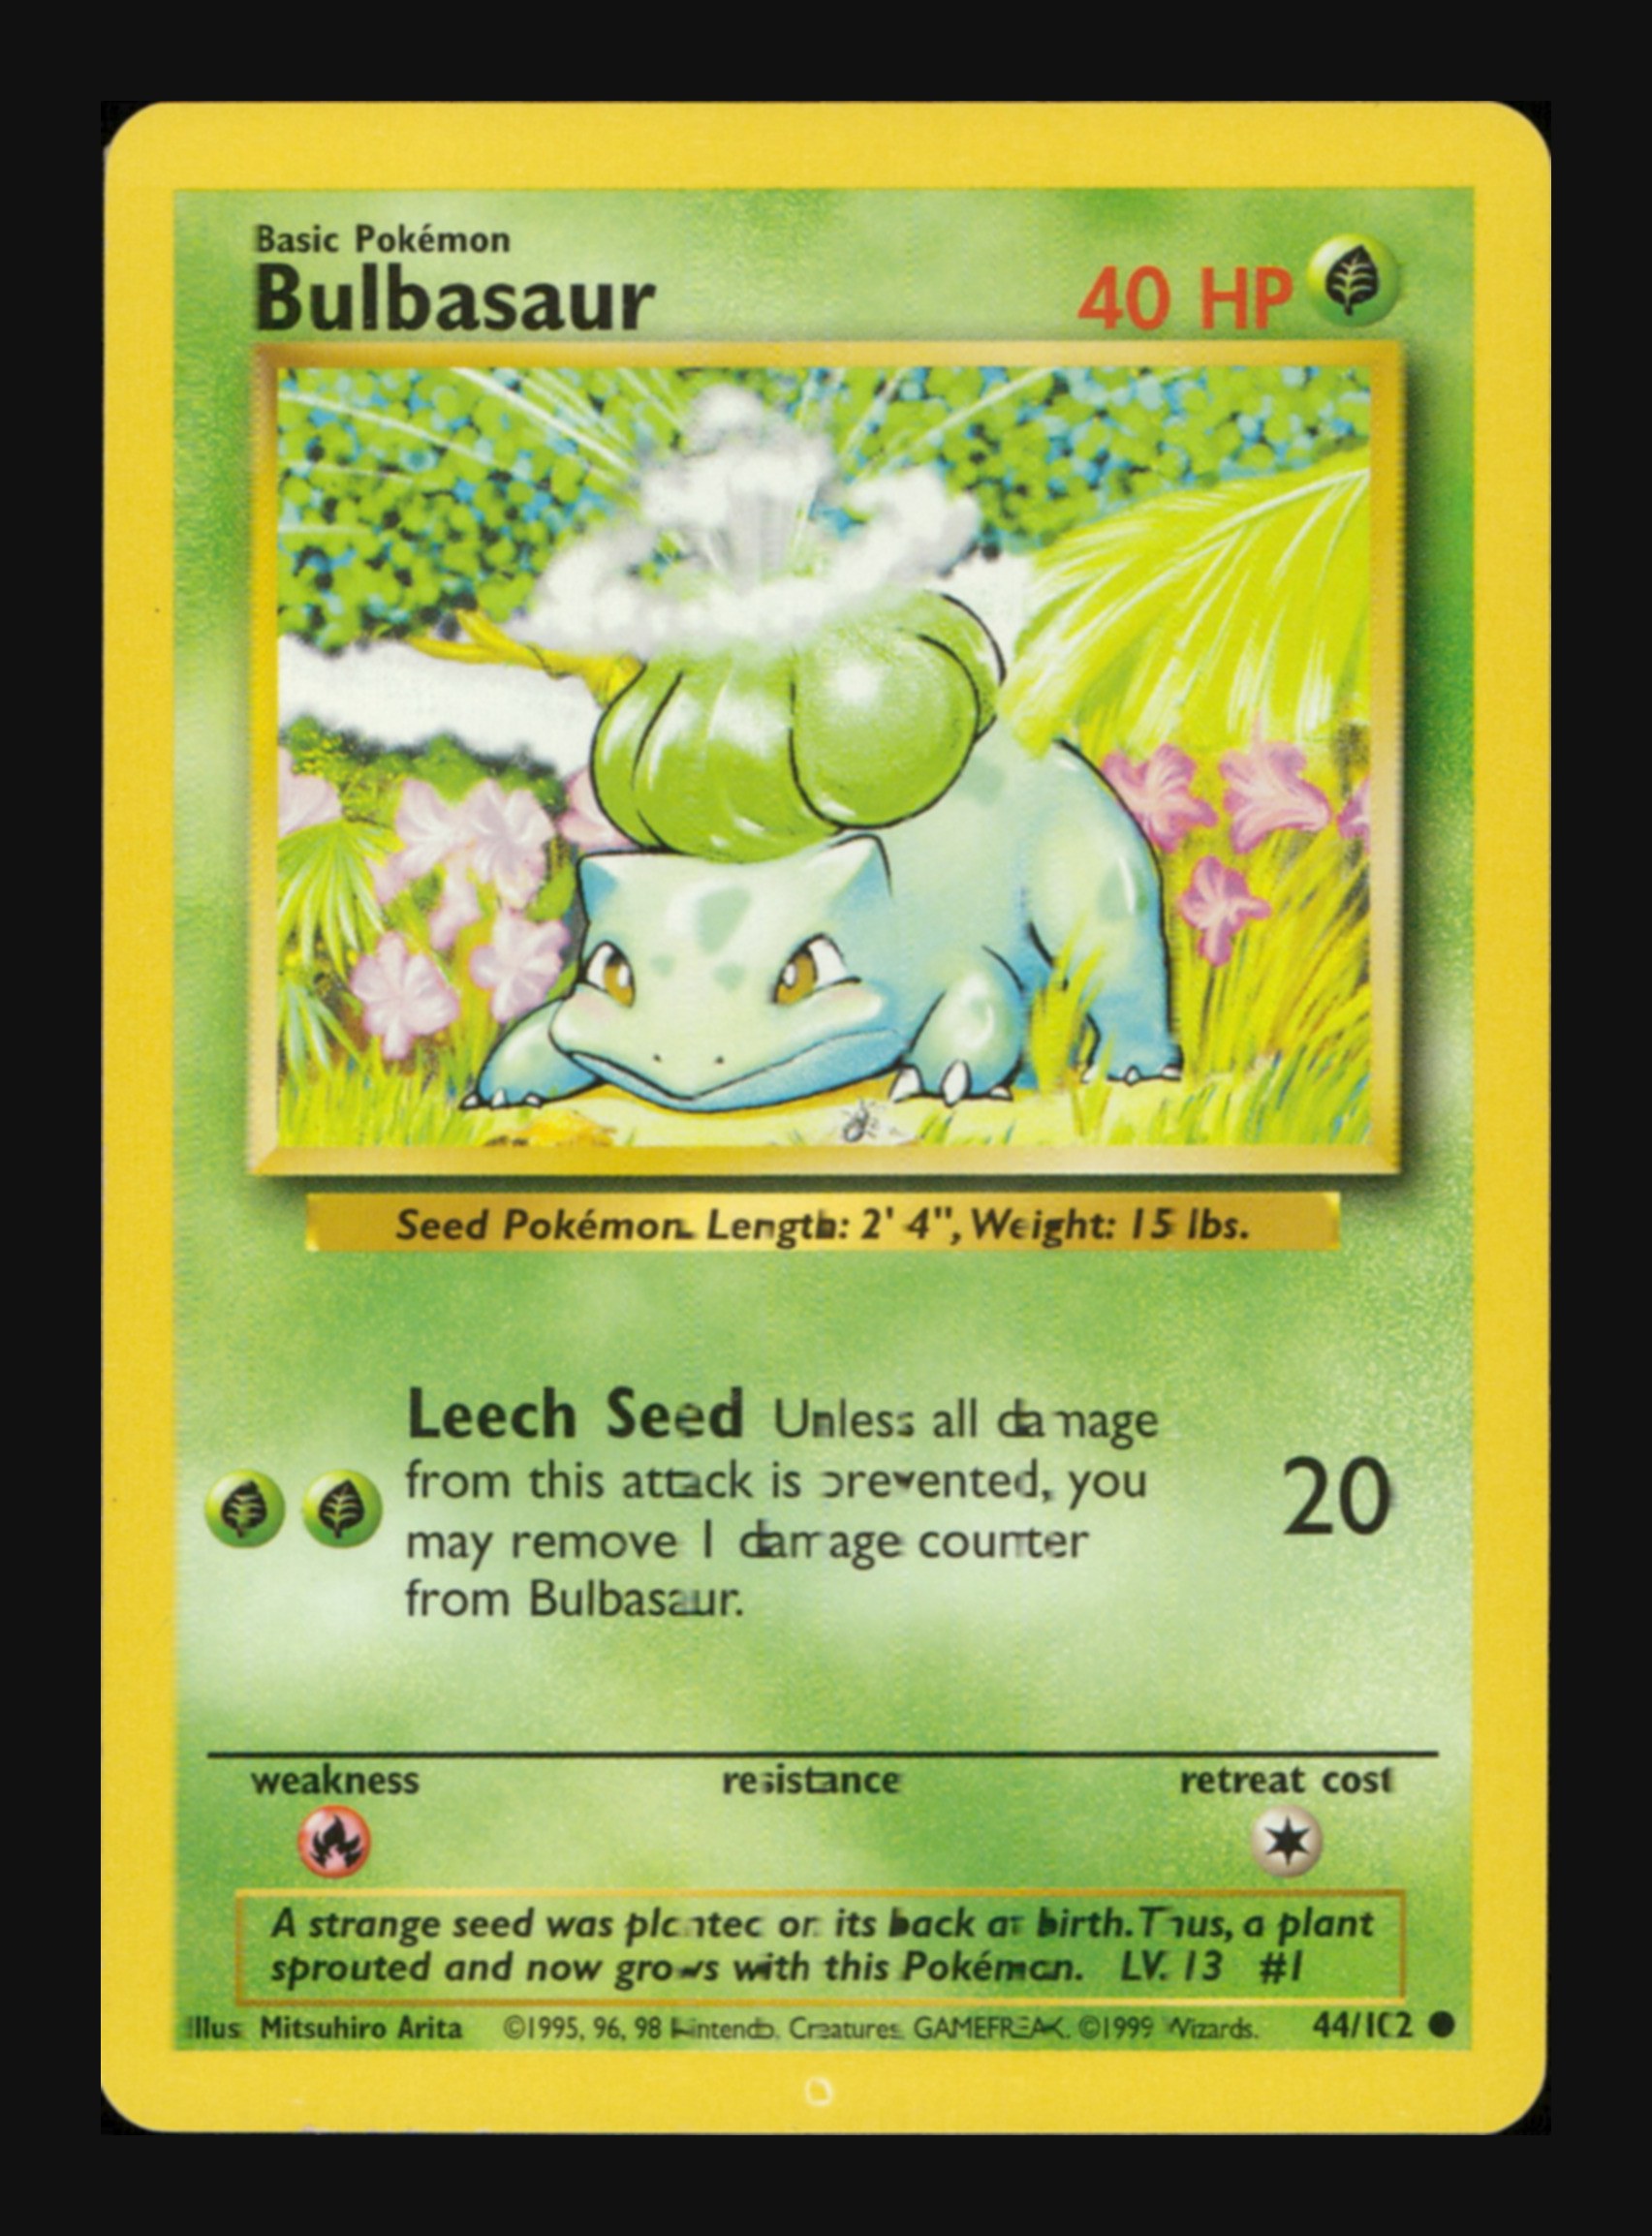 Basic Pokémon
Bulbasaur
40 HP
Seed Pokémon. Length: 2' 4", Weight: 15 lbs.
Leech Seed Unless all damage
from this attack is prevented, you
may remove 1 damage counter
from Bulbasaur.
20
weakness
resistance
retreat cost
A strange seed was planted on its back at birth. Thus, a plant
sprouted and now grows with this Pokémon. LV. 13 #1
Illus. Mitsuhiro Arita ©1995, 96, 98 Nintendo, Creatures, GAMEFREAK. ©1999 Wizards. 44/102